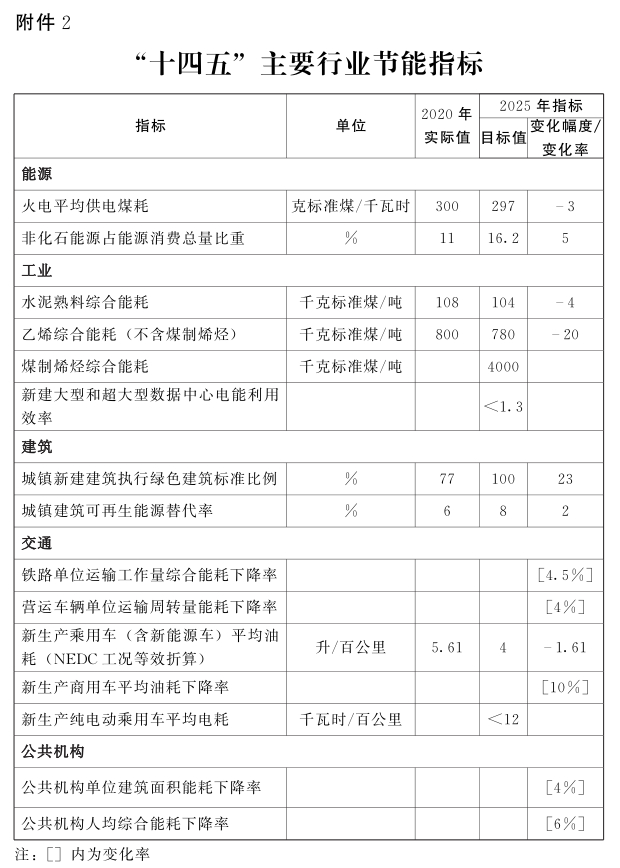 附件2
“十四五”主要行业节能指标
指标 单位 2020年实际值 2025年指标
目标值 变化幅度/变化率
能源
火电平均供电煤耗 克标准煤/千瓦时 300 297 -3
非化石能源占能源消费总量比重 % 11 16.2 5
工业
水泥熟料综合能耗 千克标准煤/吨 108 104 -4
乙烯综合能耗（不含煤制烯烃） 千克标准煤/吨 800 780 -20
煤制烯烃综合能耗 千克标准煤/吨 4000
新建大型和超大型数据中心电能利用
效率 <1.3
建筑
城镇新建建筑执行绿色建筑标准比例 % 77 100 23
城镇建筑可再生能源替代率 % 6 8 2
交通
铁路单位运输工作量综合能耗下降率 [4.5%]
营运车辆单位运输周转量能耗下降率 [4%]
新生产乘用车（含新能源车）平均油
耗（NEDC工况等效折算） 升/百公里 5.61 4 -1.61
新生产商用车平均油耗下降率 [10%]
新生产纯电动乘用车平均电耗 千瓦时/百公里 <12
公共机构
公共机构单位建筑面积能耗下降率 [4%]
公共机构人均综合能耗下降率 [6%]
注：[]内为变化率